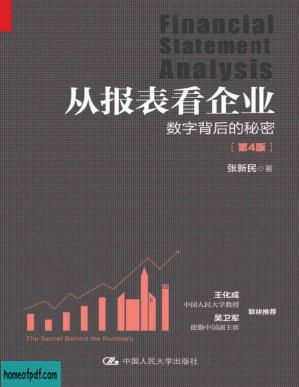 Financial
Statement
Analysis
从报表看企业
数字背后的秘密
[第4版]
张新民◎著
王化成
中国人民大学教授
吴卫军
德勤中国副主席
联袂推荐
The Secret Behind the Numbers
中国人民大学出版社
homeofpdf.com